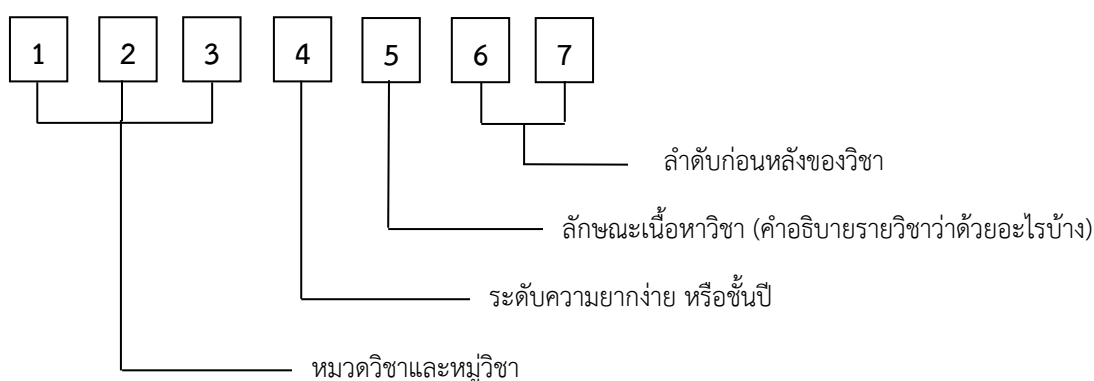 1 2 3 4 5 6 7
ลำดับก่อนหลังของวิชา
ลักษณะเนื้อหาวิชา (คำอธิบายรายวิชาว่าด้วยอะไรบ้าง)
ระดับความยากง่าย หรือชั้นปี
หมวดวิชาและหมู่วิชา